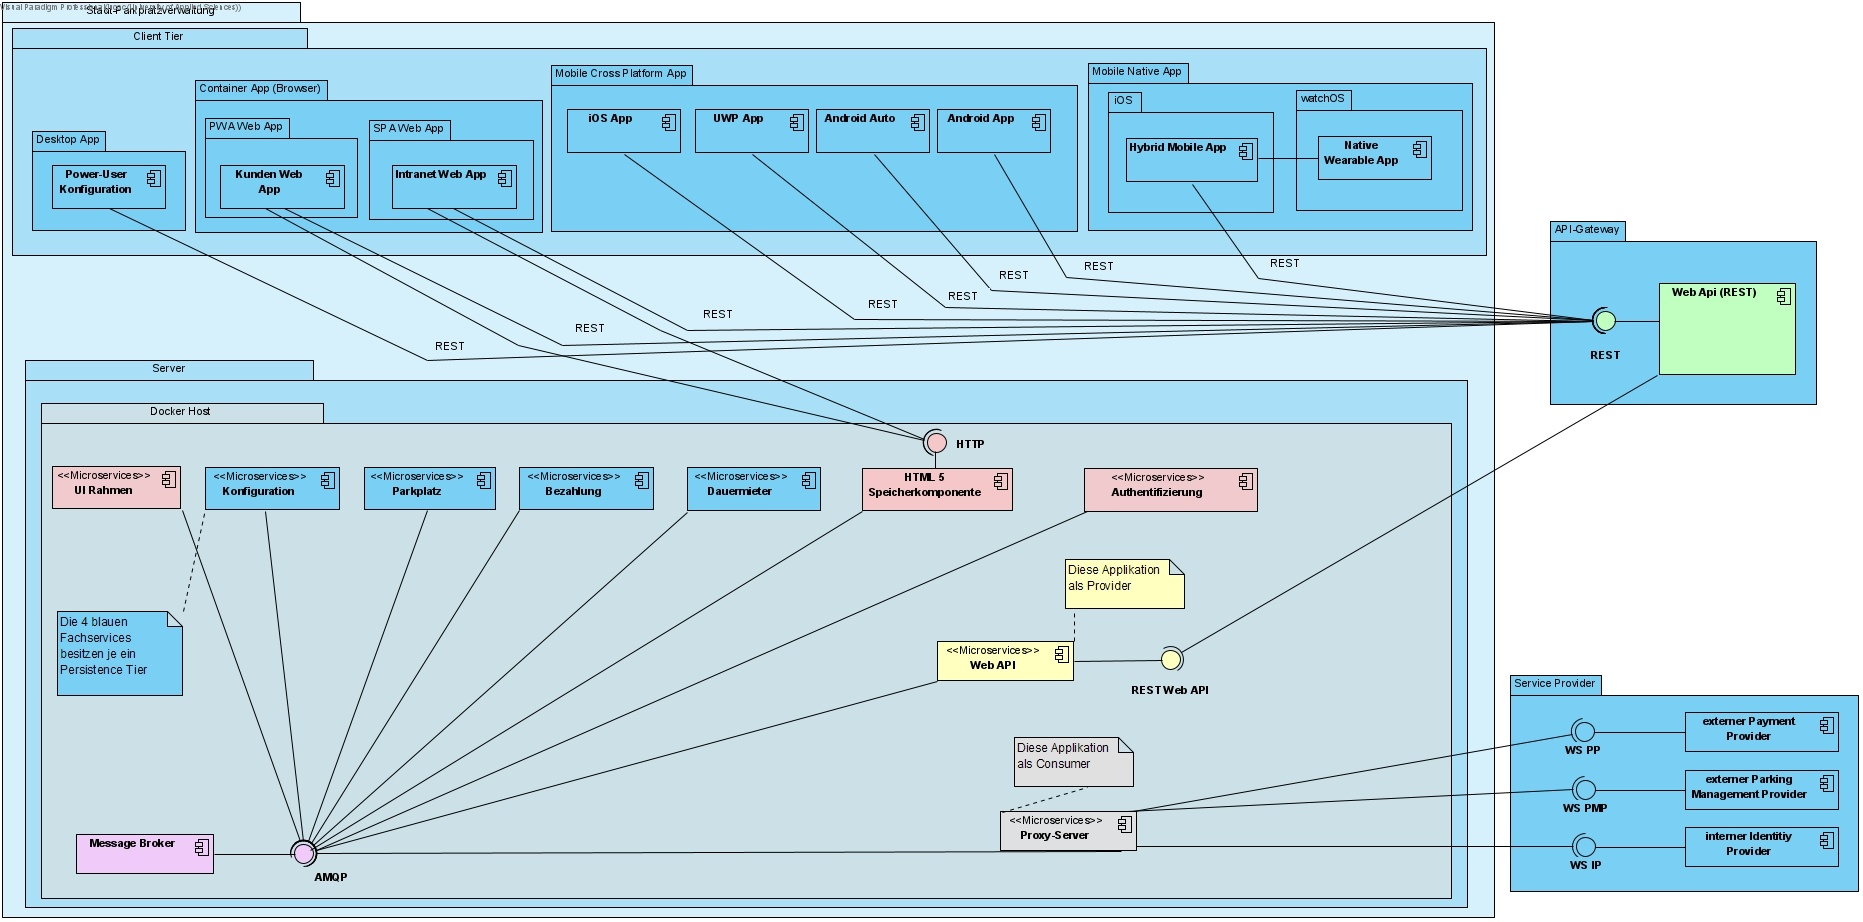 Stadt-Parkplatzverwaltung
Client Tier
Desktop App
Power-User
Konfiguration
Container App (Browser)
PWA Web App
Kunden Web
App
SPA Web App
Intranet Web App
Mobile Cross Platform App
iOS App
UWP App
Android Auto
Android App
Mobile Native App
iOS
Hybrid Mobile App
watchOS
Native
Wearable App
REST
REST
REST
REST
REST
REST
REST
REST
API-Gateway
Web Api (REST)
REST
Server
Docker Host
HTTP
<<Microservices>>
UI Rahmen
<<Microservices>>
Konfiguration
<<Microservices>>
Parkplatz
<<Microservices>>
Bezahlung
<<Microservices>>
Dauermieter
HTML 5
Speicherkomponente
<<Microservices>>
Authentifizierung
Die 4 blauen
Fachservices
besitzen je ein
Persistence Tier
Diese Applikation
als Provider
<<Microservices>>
Web API
REST Web API
Diese Applikation
als Consumer
<<Microservices>>
Proxy-Server
Message Broker
AMQP
Service Provider
WS PP
externer Payment
Provider
WS PMP
externer Parking
Management Provider
WS IP
interner Identitiy
Provider